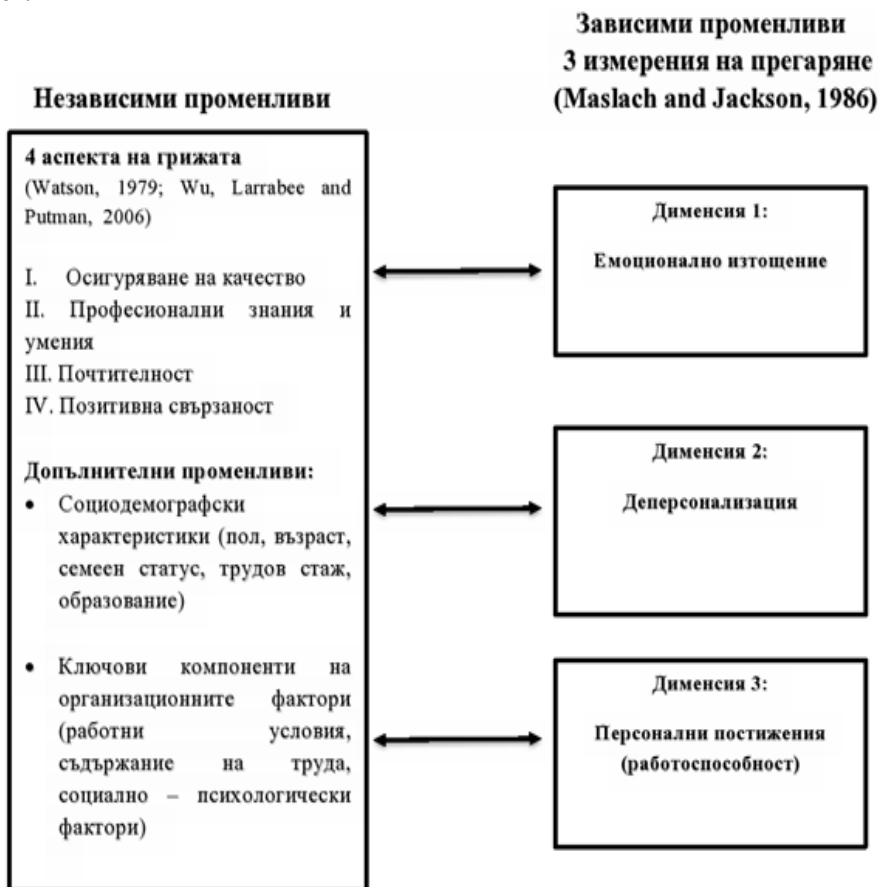 Зависими променливи
3 измерения на прегаряне
(Maslach and Jackson, 1986)
Независими променливи
4 аспекта на грижата
(Watson, 1979; Wu, Larrabee and
Putman, 2006)
I. Осигуряване на качество
II. Професионални знания и
умения
III. Почтителност
IV. Позитивна свързаност
Допълнителни променливи:
• Социодемографски
характеристики (пол, възраст,
семеен статус, трудов стаж,
образование)
• Ключови компоненти на
организационните фактори
(работни условия,
съдържание на труда,
социално – психологически
фактори)
Дименсия 1:
Емоционално изтощение
Дименсия 2:
Деперсонализация
Дименсия 3:
Персонални постижения
(работоспособност)